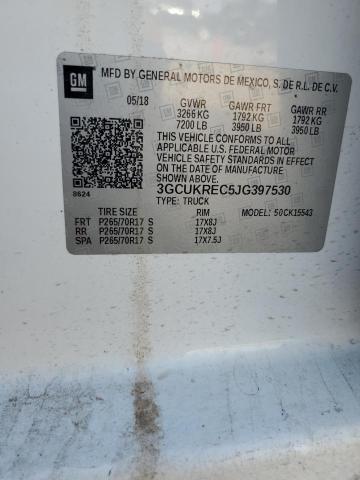 GM MFD BY GENERAL MOTORS DE MEXICO, S. DE R.L. DE C.V.
05/18 GVWR GAWR FRT GAWR RR
3266 KG 1792 KG 1792 KG
7200 LB 3950 LB 3950 LB
THIS VEHICLE CONFORMS TO ALL
APPLICABLE U.S. FEDERAL MOTOR
VEHICLE SAFETY AND THEFT
PREVENTION STANDARDS IN EFFECT
ON THE DATE OF MANUFACTURE
SHOWN ABOVE.
3GCUKREC5JG397530
8624 TYPE: TRUCK
TIRE SIZE RIM MODEL: 50CK15543
FRT P265/70R17 S 17X8J
RR P265/70R17 S 17X8J
SPA P265/70R17 S 17X7.5J